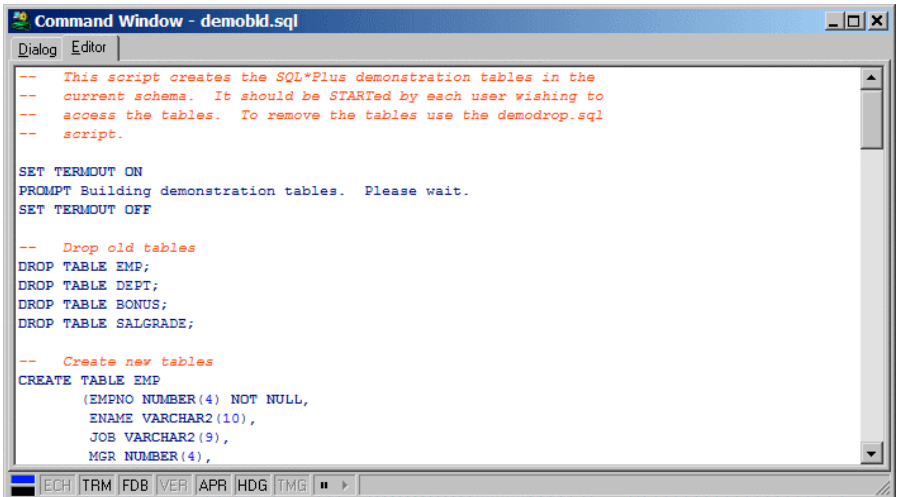 Command Window - demobld.sql
Dialog Editor
--   This script creates the SQL*Plus demonstration tables in the
--   current schema.  It should be STARTed by each user wishing to
--   access the tables.  To remove the tables use the demodrop.sql
--   script.
SET TERMOUT ON
PROMPT Building demonstration tables.  Please wait.
SET TERMOUT OFF
--   Drop old tables
DROP TABLE EMP;
DROP TABLE DEPT;
DROP TABLE BONUS;
DROP TABLE SALGRADE;
--   Create new tables
CREATE TABLE EMP
(EMPNO NUMBER(4) NOT NULL,
ENAME VARCHAR2(10),
JOB VARCHAR2(9),
MGR NUMBER(4),
ECH TRM FDB VER APR HDG TMG